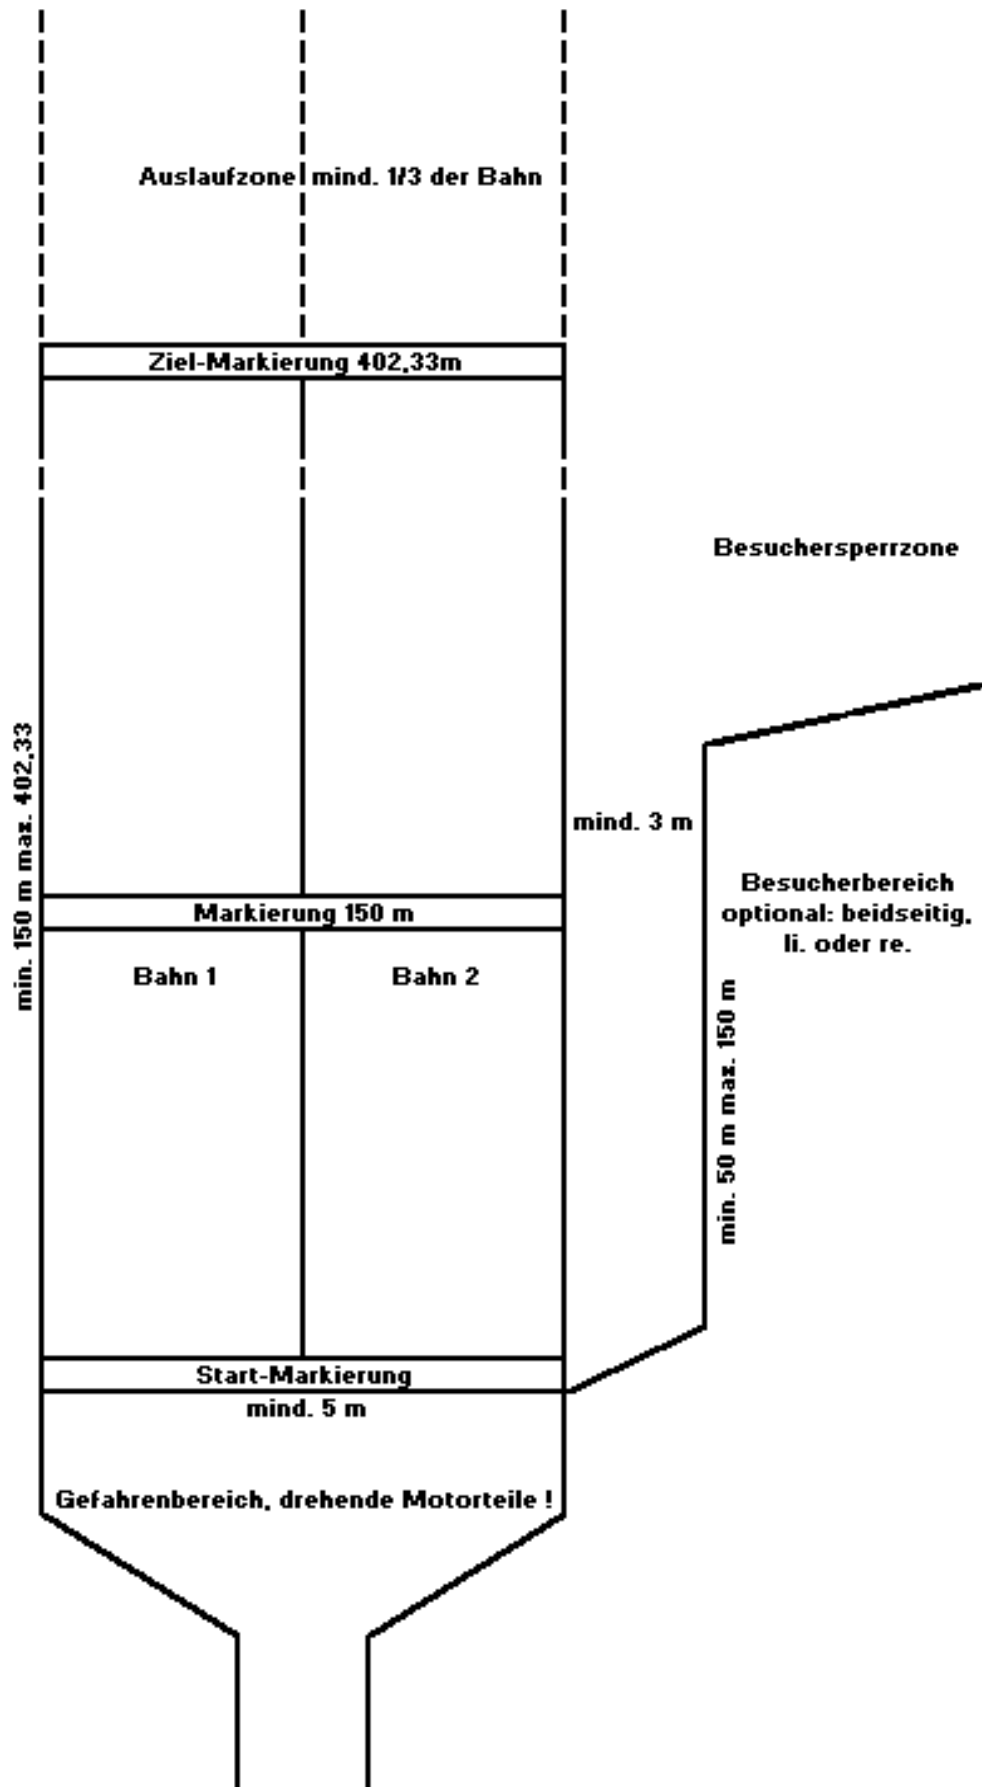 Auslaufzone mind. 1/3 der Bahn
Ziel-Markierung 402,33m
Besuchersperrzone
min. 150 m max. 402,33
mind. 3 m
Besucherbereich
optional: beidseitig,
li. oder re.
Markierung 150 m
Bahn 1
Bahn 2
min. 50 m max. 150 m
Start-Markierung
mind. 5 m
Gefahrenbereich, drehende Motorteile !